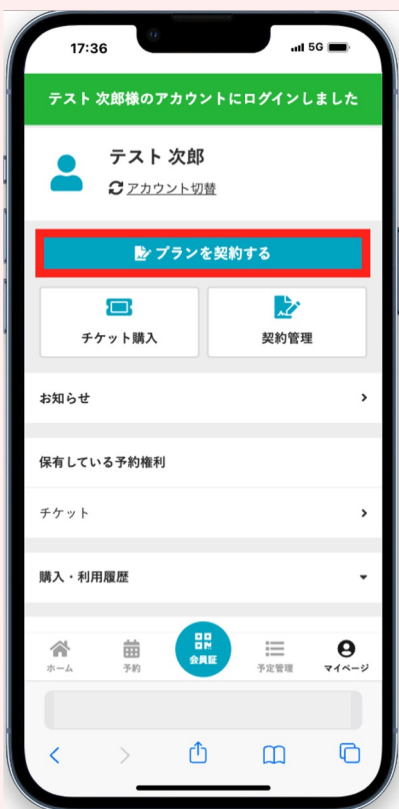 17:36
5G
テスト 次郎様のアカウントにログインしました
テスト 次郎
アカウント切替
プランを契約する
チケット購入
契約管理
お知らせ
保有している予約権利
チケット
購入・利用履歴
ホーム
予約
会員証
予定管理
マイページ